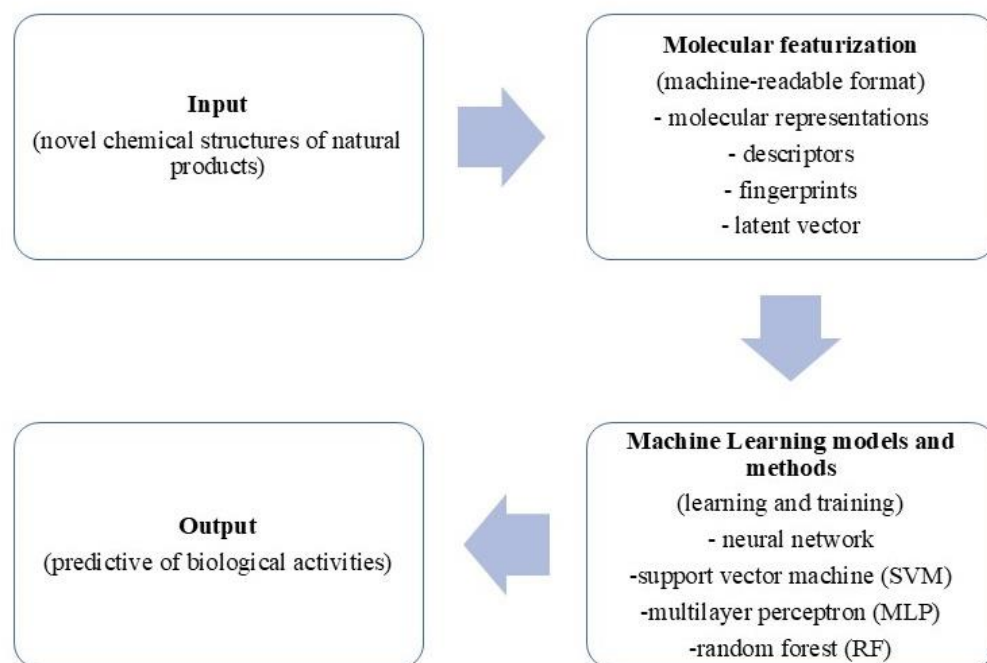 Input
(novel chemical structures of natural
products)
Molecular featurization
(machine-readable format)
- molecular representations
- descriptors
- fingerprints
- latent vector
Machine Learning models and
methods
(learning and training)
- neural network
-support vector machine (SVM)
-multilayer perceptron (MLP)
-random forest (RF)
Output
(predictive of biological activities)